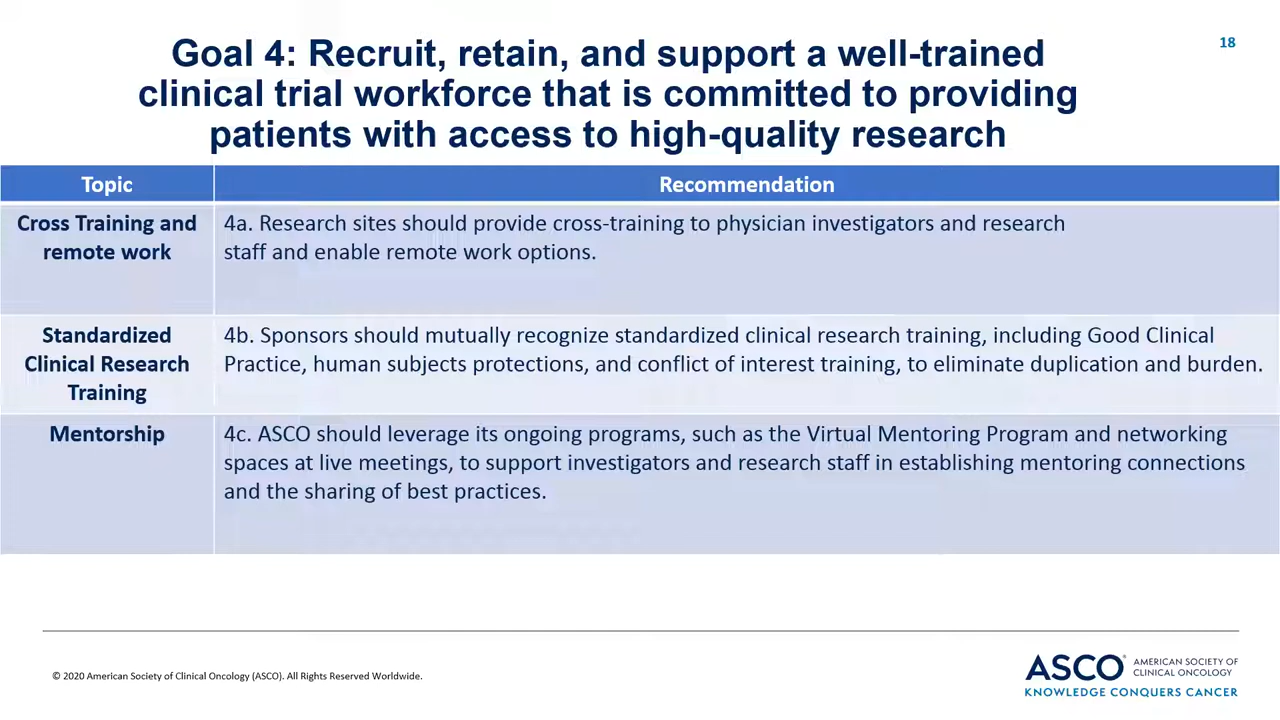 Goal 4: Recruit, retain, and support a well-trained
clinical trial workforce that is committed to providing
patients with access to high-quality research
18
Topic
Recommendation
Cross Training and
remote work
4a. Research sites should provide cross-training to physician investigators and research
staff and enable remote work options.
Standardized
Clinical Research
Training
4b. Sponsors should mutually recognize standardized clinical research training, including Good Clinical
Practice, human subjects protections, and conflict of interest training, to eliminate duplication and burden.
Mentorship
4c. ASCO should leverage its ongoing programs, such as the Virtual Mentoring Program and networking
spaces at live meetings, to support investigators and research staff in establishing mentoring connections
and the sharing of best practices.
© 2020 American Society of Clinical Oncology (ASCO). All Rights Reserved Worldwide.
ASCO®
AMERICAN SOCIETY OF
CLINICAL ONCOLOGY
KNOWLEDGE CONQUERS CANCER